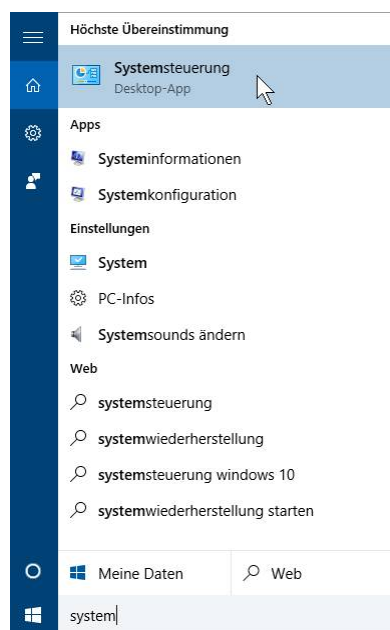 Höchste Übereinstimmung
Systemsteuerung
Desktop-App
Apps
Systeminformationen
Systemkonfiguration
Einstellungen
System
PC-Infos
Systemsounds ändern
Web
systemsteuerung
systemwiederherstellung
systemsteuerung windows 10
systemwiederherstellung starten
Meine Daten Web
system